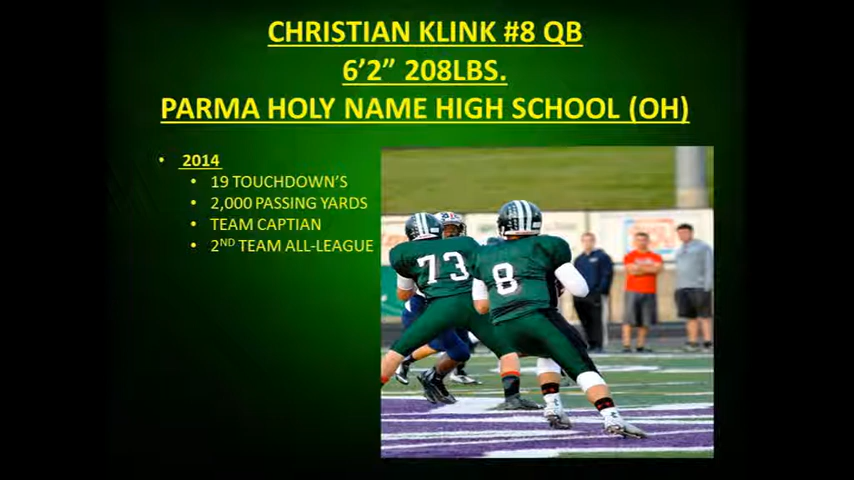 CHRISTIAN KLINK #8 QB
6’2” 208LBS.
PARMA HOLY NAME HIGH SCHOOL (OH)
• 2014
• 19 TOUCHDOWN’S
• 2,000 PASSING YARDS
• TEAM CAPTIAN
• 2ND TEAM ALL-LEAGUE
73
8